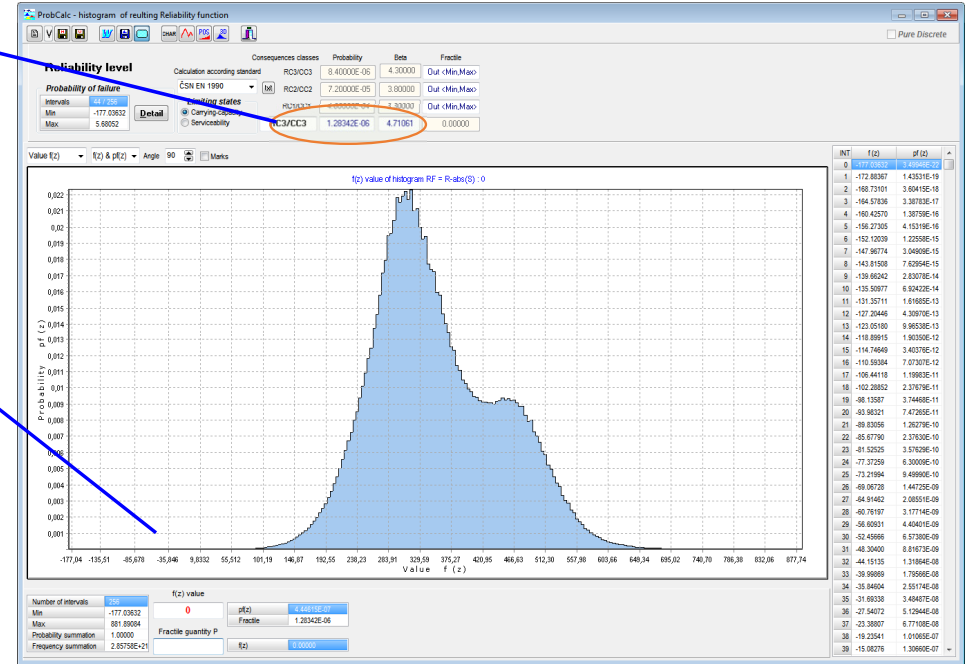 ProbCalc - histogram of reulting Reliability function
V CHAR POS 3D Pure Discrete
Consequences classes Probability Beta Fractile
Reliability level Calculation according standard RC3/CC3 8.40000E-06 4.30000 Out <Min,Max>
Probability of failure ČSN EN 1990 RC2/CC2 7.20000E-05 3.80000 Out <Min,Max>
Intervals 44 / 256 Detail Limiting states RC1/CC1 3.30000 Out <Min,Max>
Min -177.03632 Carrying-capacity
Max 5.68052 Serviceability RC3/CC3 1.28342E-06 4.71061 0.00000
Value f(z) f(z) & pf(z) Angle 90 Marks
f(z) value of histogram RF = R-abs(S) : 0
0,022
0,021
0,02
0,019
0,018
0,017
0,016
0,015
0,014
0,013
0,012
0,011
0,01
0,009
0,008
0,007
0,006
0,005
0,004
0,003
0,002
0,001
Probability pf(z)
-177,04 -135,51 -85,678 -35,846 9,8332 55,512 101,19 146,87 192,55 238,23 283,91 329,59 375,27 420,95 466,63 512,30 557,98 603,66 649,34 695,02 740,70 786,38 832,06 877,74
Value f(z)
INT f(z) pf(z)
0 -177.03632 3.49946E-22
1 -172.88367 1.43531E-19
2 -168.73101 3.60415E-18
3 -164.57836 3.38783E-17
4 -160.42570 1.38759E-16
5 -156.27305 4.15319E-16
6 -152.12039 1.22558E-15
7 -147.96774 3.04909E-15
8 -143.81508 7.62954E-15
9 -139.66242 2.83078E-14
10 -135.50977 6.92422E-14
11 -131.35711 1.61685E-13
12 -127.20446 4.30970E-13
13 -123.05180 9.96538E-13
14 -118.89915 1.90350E-12
15 -114.74649 3.40376E-12
16 -110.59384 7.07307E-12
17 -106.44118 1.19983E-11
18 -102.28852 2.37679E-11
19 -98.13587 3.74468E-11
20 -93.98321 7.47265E-11
21 -89.83056 1.26279E-10
22 -85.67790 2.37630E-10
23 -81.52525 3.57629E-10
24 -77.37259 6.30009E-10
25 -73.21994 9.49990E-10
26 -69.06728 1.44725E-09
27 -64.91462 2.08551E-09
28 -60.76197 3.17714E-09
29 -56.60931 4.40401E-09
30 -52.45666 6.57380E-09
31 -48.30400 8.81673E-09
32 -44.15135 1.31864E-08
33 -39.99869 1.79566E-08
34 -35.84604 2.55174E-08
35 -31.69338 3.48487E-08
36 -27.54072 5.12944E-08
37 -23.38807 6.77108E-08
38 -19.23541 1.01065E-07
39 -15.08276 1.30660E-07
f(z) value
Number of intervals 256 0 pf(z) 4.44615E-07
Min -177.03632 Fractile 1.28342E-06
Max 881.89084 Fractile guantity P
Probability summation 1.00000
Frequency summation 2.85758E+21 f(z) 0.00000